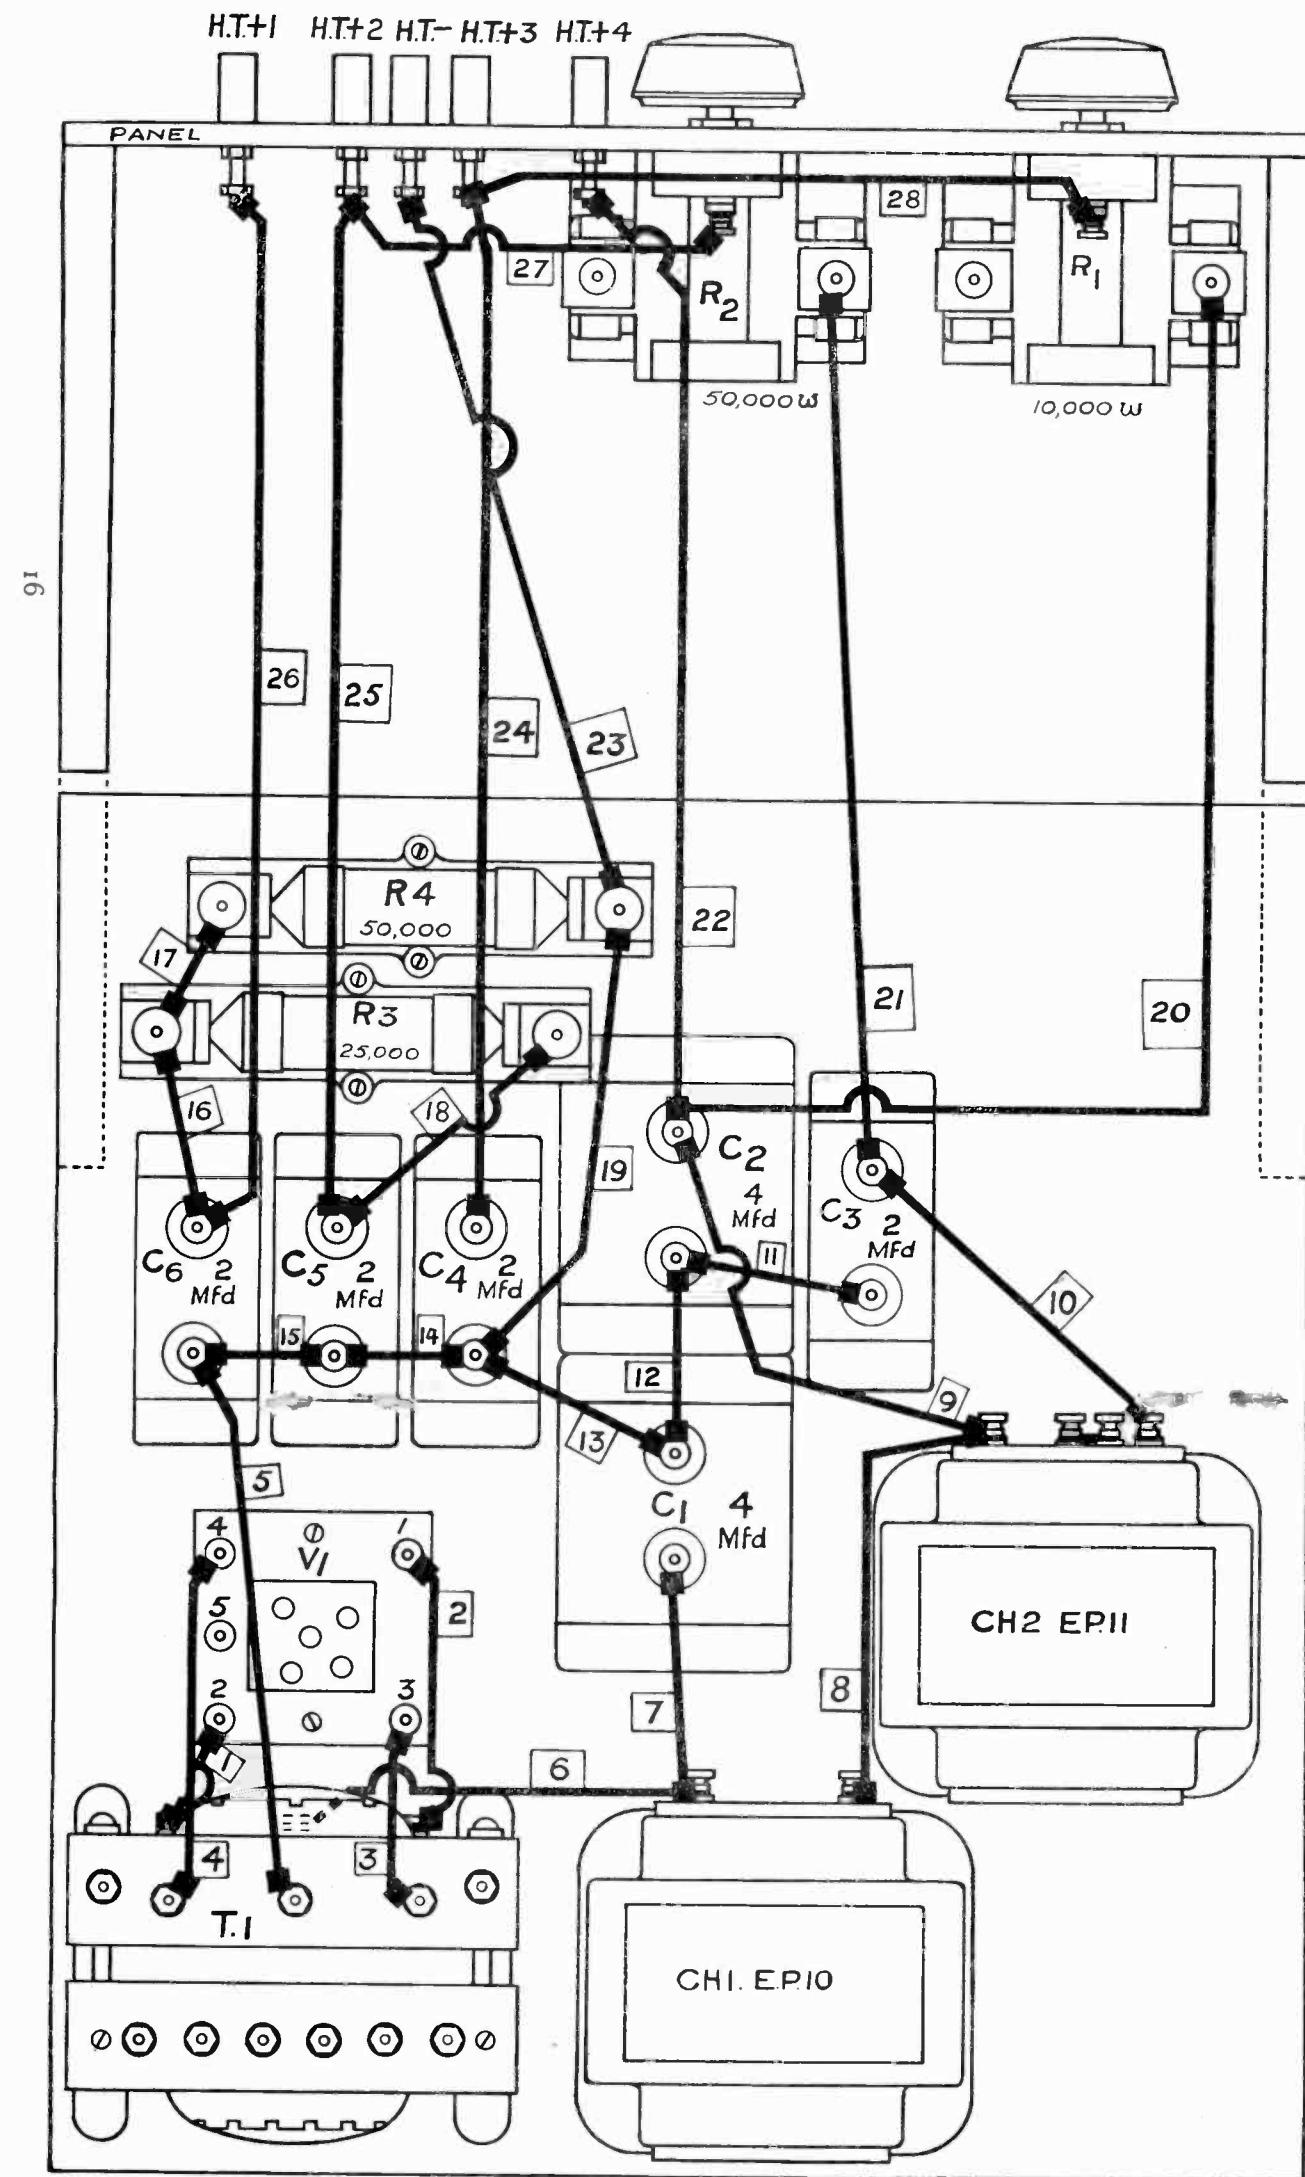 H.T.+1 H.T.+2 H.T.- H.T.+3 H.T.+4
PANEL
28
27
R2
R1
50,000 ω
10,000 ω
16
26
25
24
23
R4
50,000
22
17
R3
25,000
21
20
16
18
19
C2
4
Mfd
C3 2
Mfd
C6 2
Mfd
C5 2
Mfd
C4 2
Mfd
11
10
15
14
12
9
13
5
C1 4
Mfd
4
V1
1
5
2
CH2 E.P.11
2
3
8
7
1
6
4
3
T.1
CH1. E.P.10